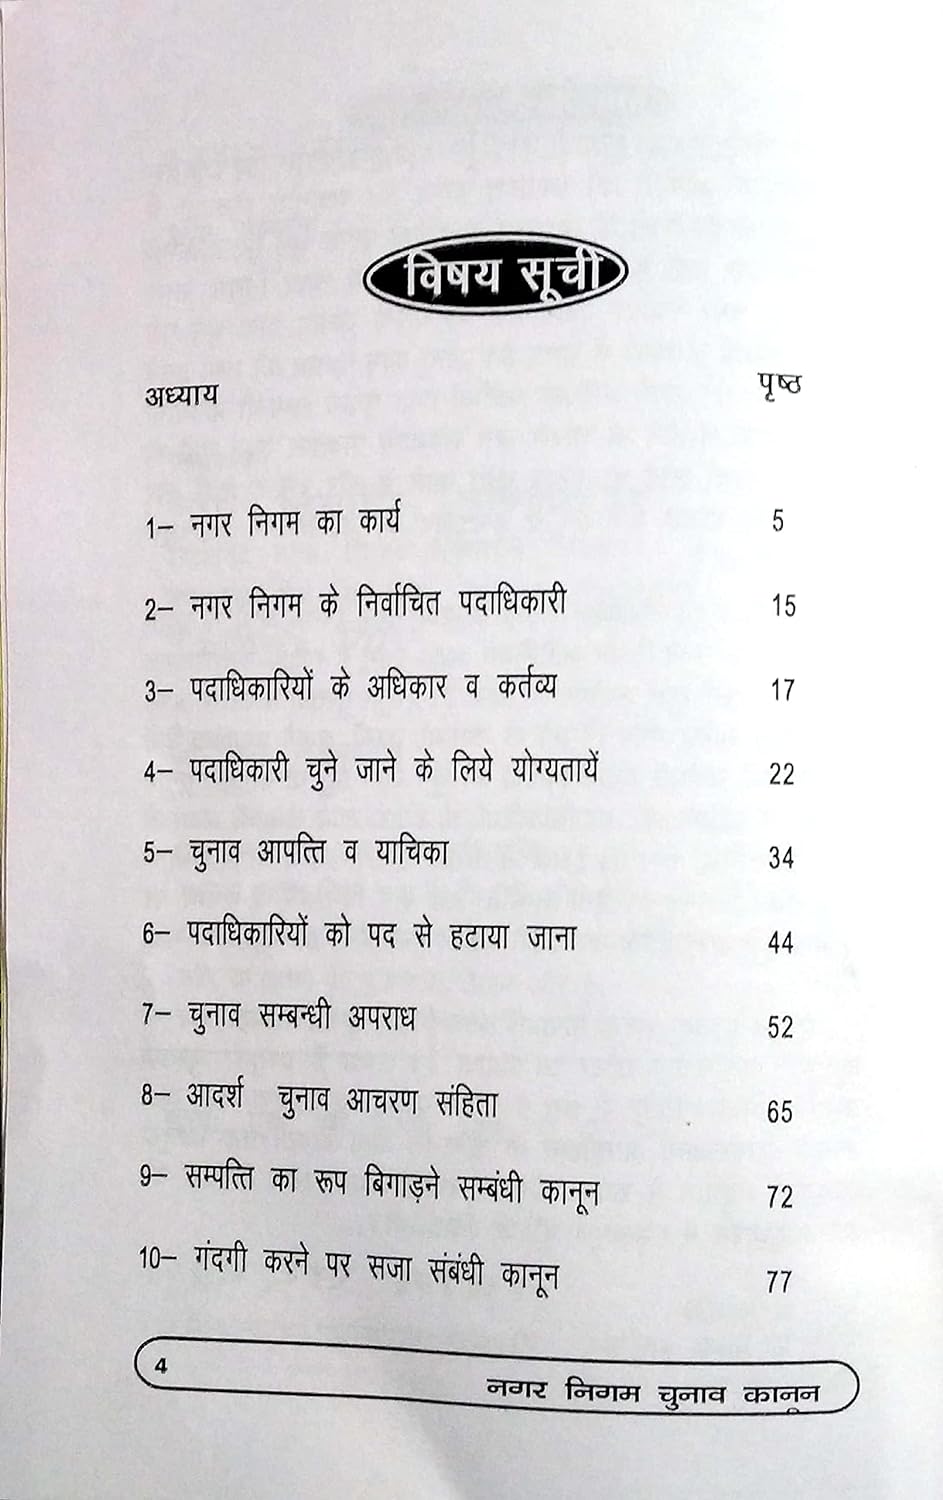 विषय सूची
अध्याय पृष्ठ
1– नगर निगम का कार्य 5
2– नगर निगम के निर्वाचित पदाधिकारी 15
3– पदाधिकारियों के अधिकार व कर्तव्य 17
4– पदाधिकारी चुने जाने के लिये योग्यतायें 22
5– चुनाव आपत्ति व याचिका 34
6– पदाधिकारियों को पद से हटाया जाना 44
7– चुनाव सम्बन्धी अपराध 52
8– आदर्श चुनाव आचरण संहिता 65
9– सम्पत्ति का रूप बिगाड़ने सम्बंधी कानून 72
10– गंदगी करने पर सजा संबंधी कानून 77
4
नगर निगम चुनाव कानून